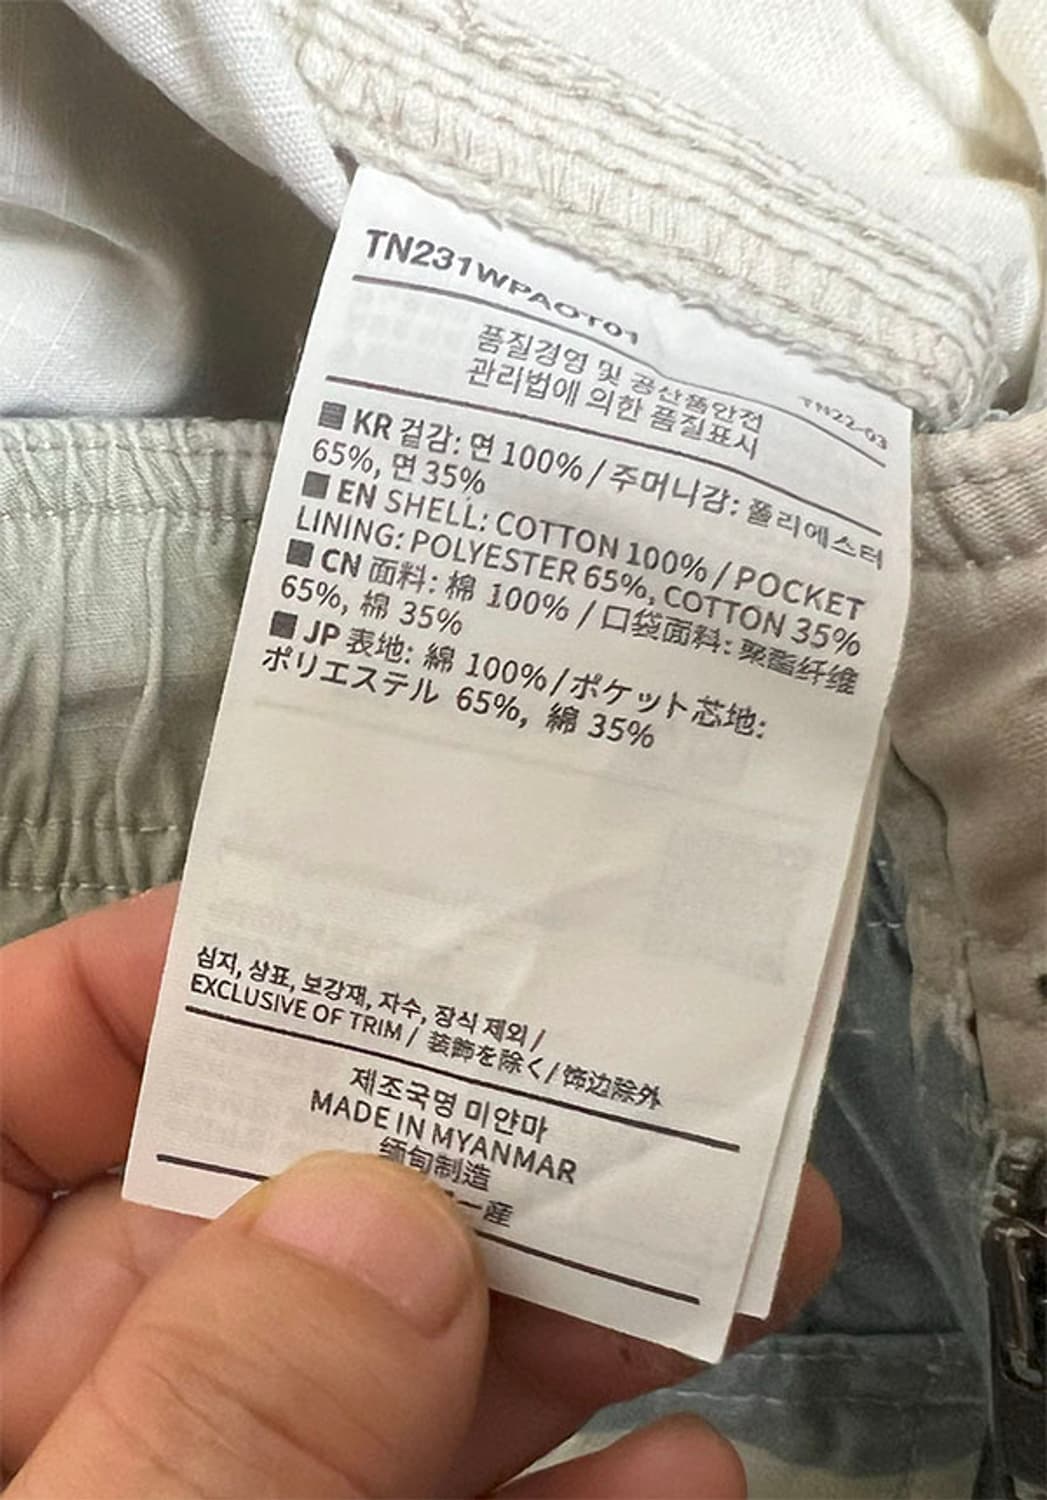 TN231WPAOT01
TN22-03
품질경영 및 공산품안전
관리법에 의한 품질표시
■ KR 겉감: 면 100% / 주머니감: 폴리에스터
65%, 면 35%
■ EN SHELL: COTTON 100% / POCKET
LINING: POLYESTER 65%, COTTON 35%
■ CN 面料: 棉 100% / 口袋面料: 聚酯纤维
65%, 棉 35%
■ JP 表地: 綿 100% / ポケット芯地:
ポリエステル 65%, 綿 35%
심지, 상표, 보강재, 자수, 장식 제외 /
EXCLUSIVE OF TRIM / 装飾を除く / 饰边除外
제조국명 미얀마
MADE IN MYANMAR
缅甸制造
ー産